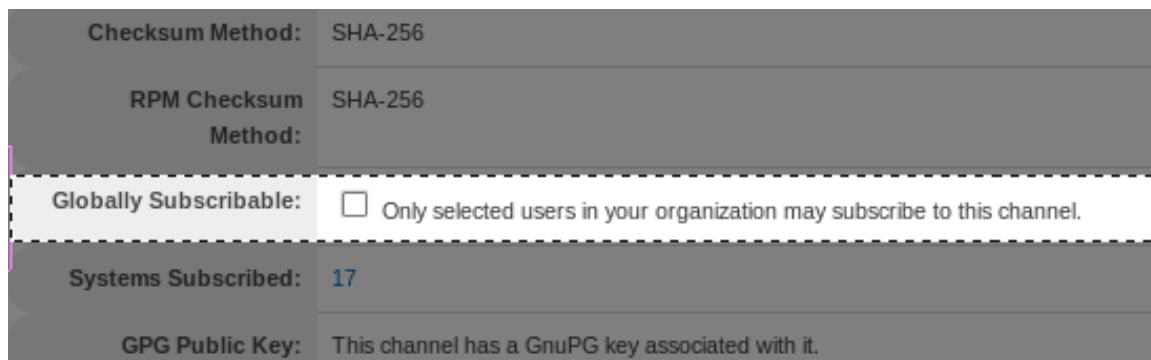 Checksum Method: SHA-256
RPM Checksum SHA-256
Method:
Globally Subscribable: Only selected users in your organization may subscribe to this channel.
Systems Subscribed: 17
GPG Public Key: This channel has a GnuPG key associated with it.